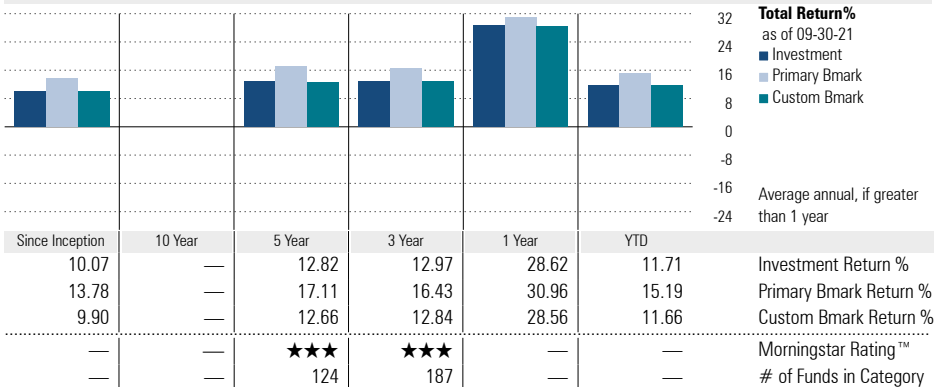 32 Total Return%
24 as of 09-30-21
■ Investment
16 ■ Primary Bmark
8 ■ Custom Bmark
0
-8
-16 Average annual, if greater
-24 than 1 year
Since Inception 10 Year 5 Year 3 Year 1 Year YTD
10.07 — 12.82 12.97 28.62 11.71 Investment Return %
13.78 — 17.11 16.43 30.96 15.19 Primary Bmark Return %
9.90 — 12.66 12.84 28.56 11.66 Custom Bmark Return %
— — ★★★ ★★★ — — Morningstar Rating™
— — 124 187 — — # of Funds in Category